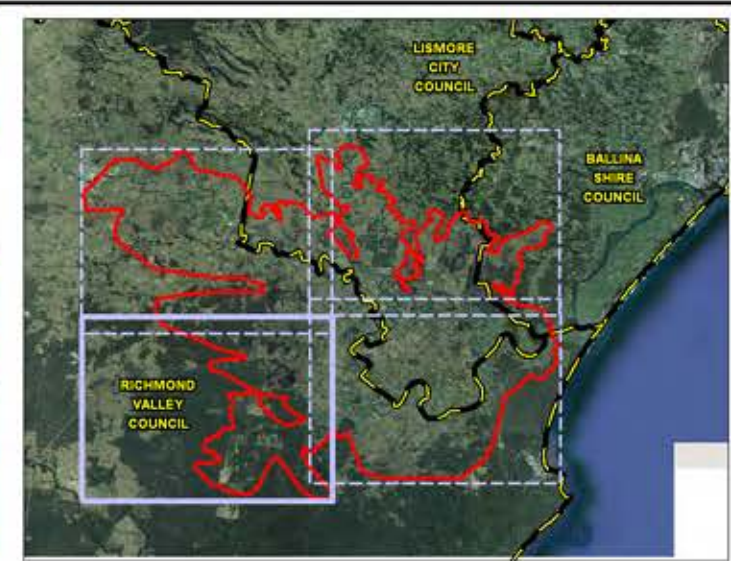 LISMORE
CITY
COUNCIL
BALLINA
SHIRE
COUNCIL
RICHMOND
VALLEY
COUNCIL